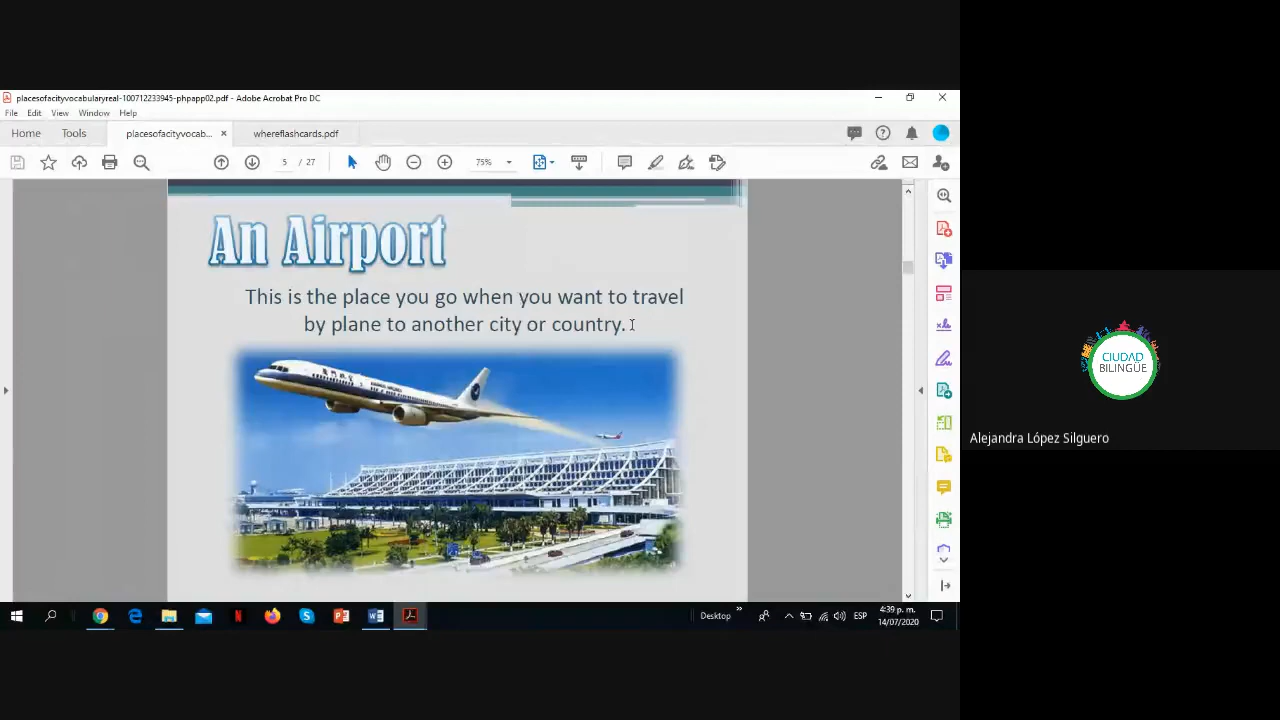 placesofacityvocabularyreal-100712233945-phpapp02.pdf - Adobe Acrobat Pro DC
File Edit View Window Help
Home Tools placesofacityvocab... × whereflashcards.pdf
5 / 27 75%
An Airport
This is the place you go when you want to travel
by plane to another city or country.
CIUDAD
BILINGÜE
Alejandra López Silguero
Desktop » ESP 4:39 p. m.
14/07/2020